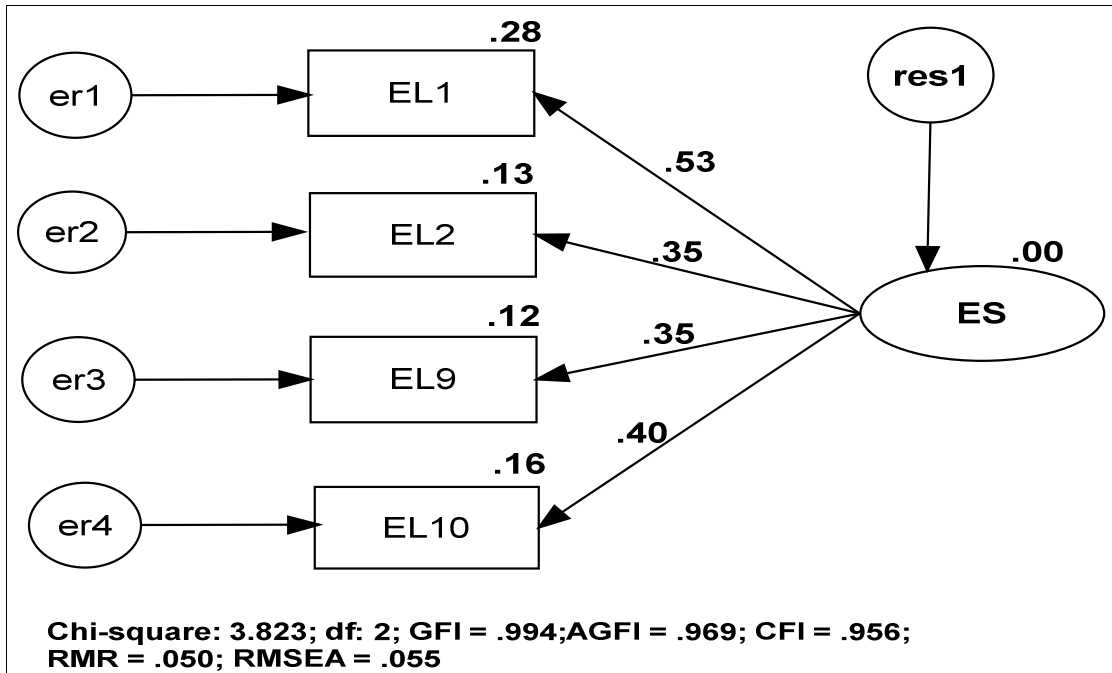 .28
er1
EL1
res1
.53
.13
er2
EL2
.35
.00
ES
.12
.35
er3
EL9
.40
.16
er4
EL10
Chi-square: 3.823; df: 2; GFI = .994;AGFI = .969; CFI = .956;
RMR = .050; RMSEA = .055